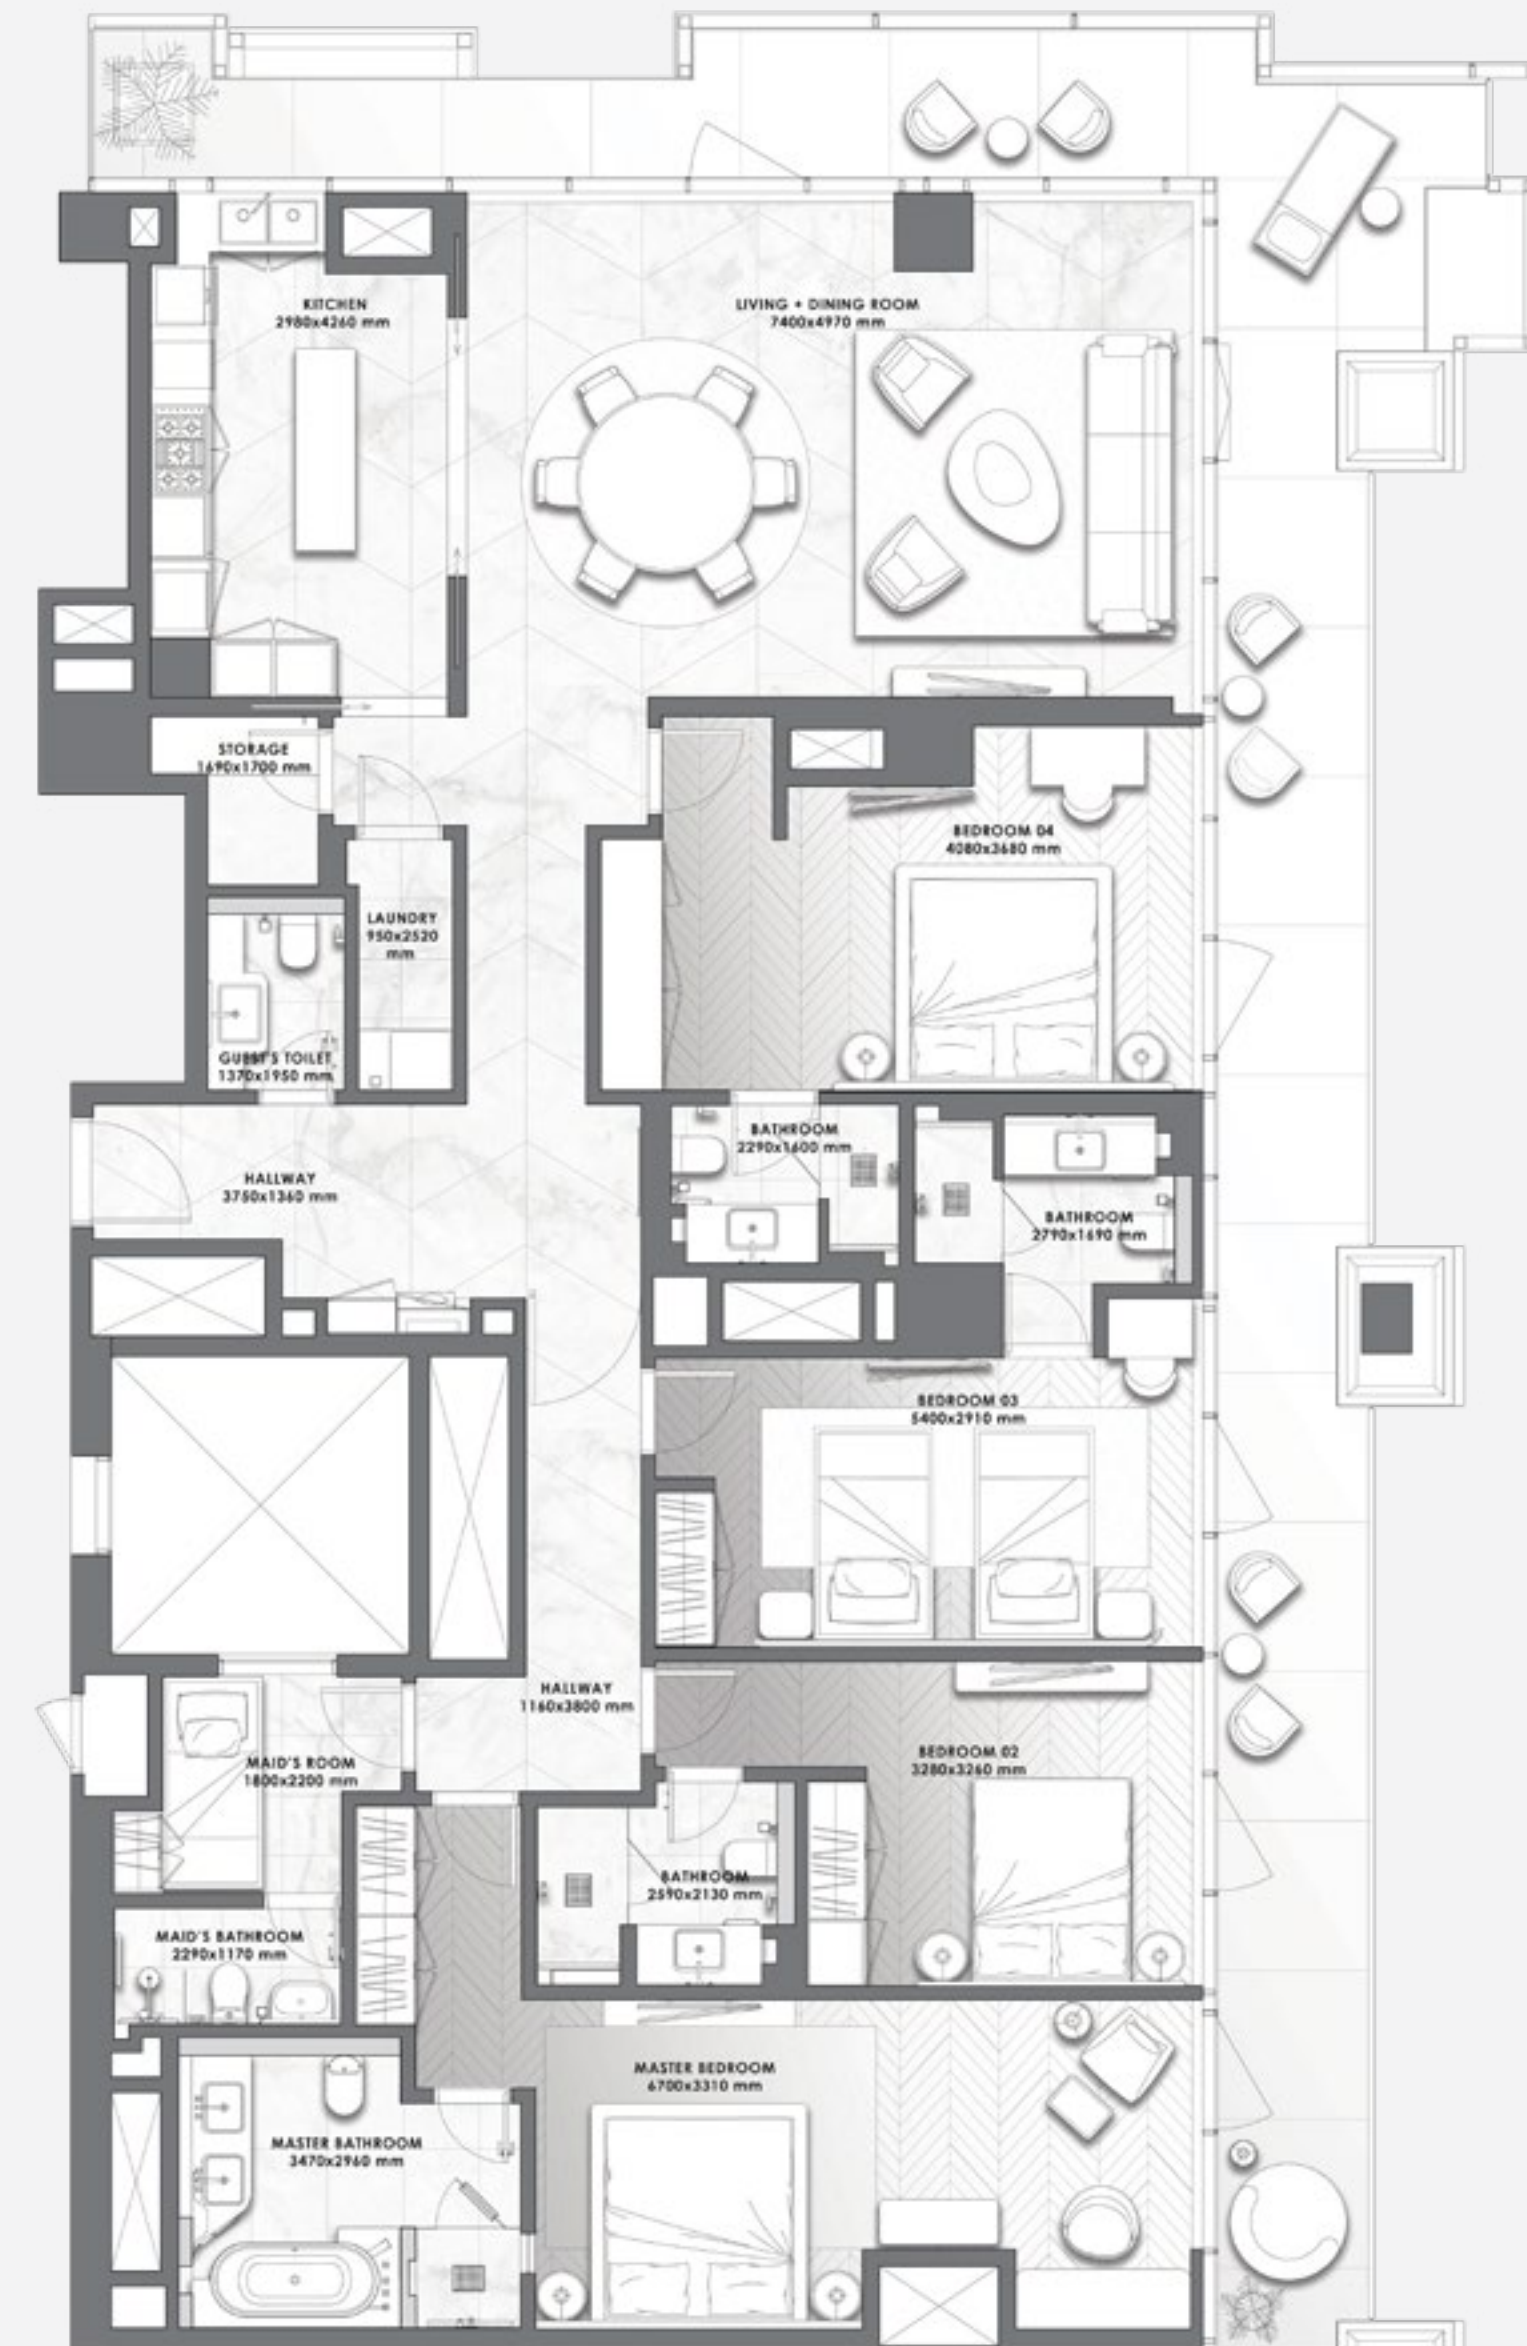 KITCHEN
2980x4260 mm
LIVING + DINING ROOM
7400x4970 mm
STORAGE
1690x1700 mm
BEDROOM 04
4080x3680 mm
LAUNDRY
950x2520
mm
GUEST'S TOILET
1370x1950 mm
BATHROOM
2290x1600 mm
HALLWAY
3750x1360 mm
BATHROOM
2790x1690 mm
BEDROOM 03
5400x2910 mm
HALLWAY
1160x3800 mm
MAID'S ROOM
1800x2200 mm
BEDROOM 02
3280x3260 mm
BATHROOM
2590x2130 mm
MAID'S BATHROOM
2290x1170 mm
MASTER BEDROOM
6700x3310 mm
MASTER BATHROOM
3470x2960 mm